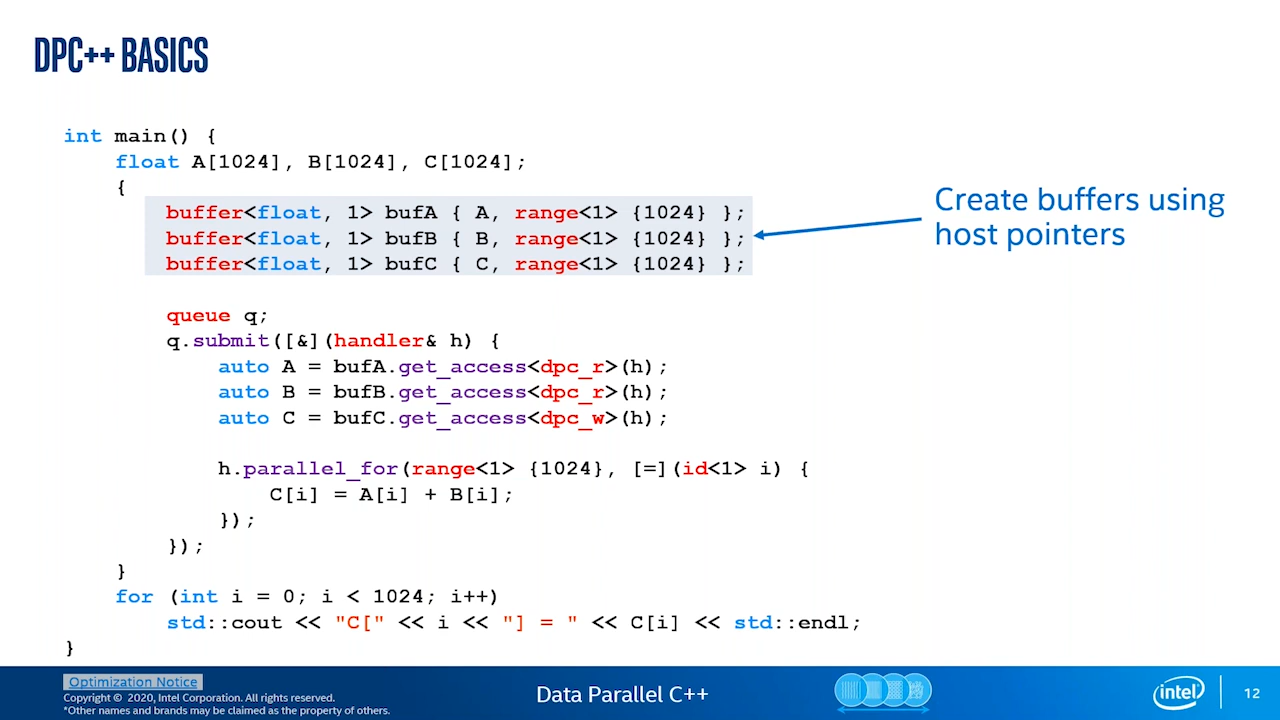 DPC++ BASICS
int main() {
    float A[1024], B[1024], C[1024];
    {
        buffer<float, 1> bufA { A, range<1> {1024} };
        buffer<float, 1> bufB { B, range<1> {1024} };
        buffer<float, 1> bufC { C, range<1> {1024} };
Create buffers using
host pointers
        queue q;
        q.submit([&](handler& h) {
            auto A = bufA.get_access<dpc_r>(h);
            auto B = bufB.get_access<dpc_r>(h);
            auto C = bufC.get_access<dpc_w>(h);
            h.parallel_for(range<1> {1024}, [=](id<1> i) {
                C[i] = A[i] + B[i];
            });
        });
    }
    for (int i = 0; i < 1024; i++)
        std::cout << "C[" << i << "] = " << C[i] << std::endl;
}
Optimization Notice
Copyright © 2020, Intel Corporation. All rights reserved.
*Other names and brands may be claimed as the property of others.
Data Parallel C++
intel
12